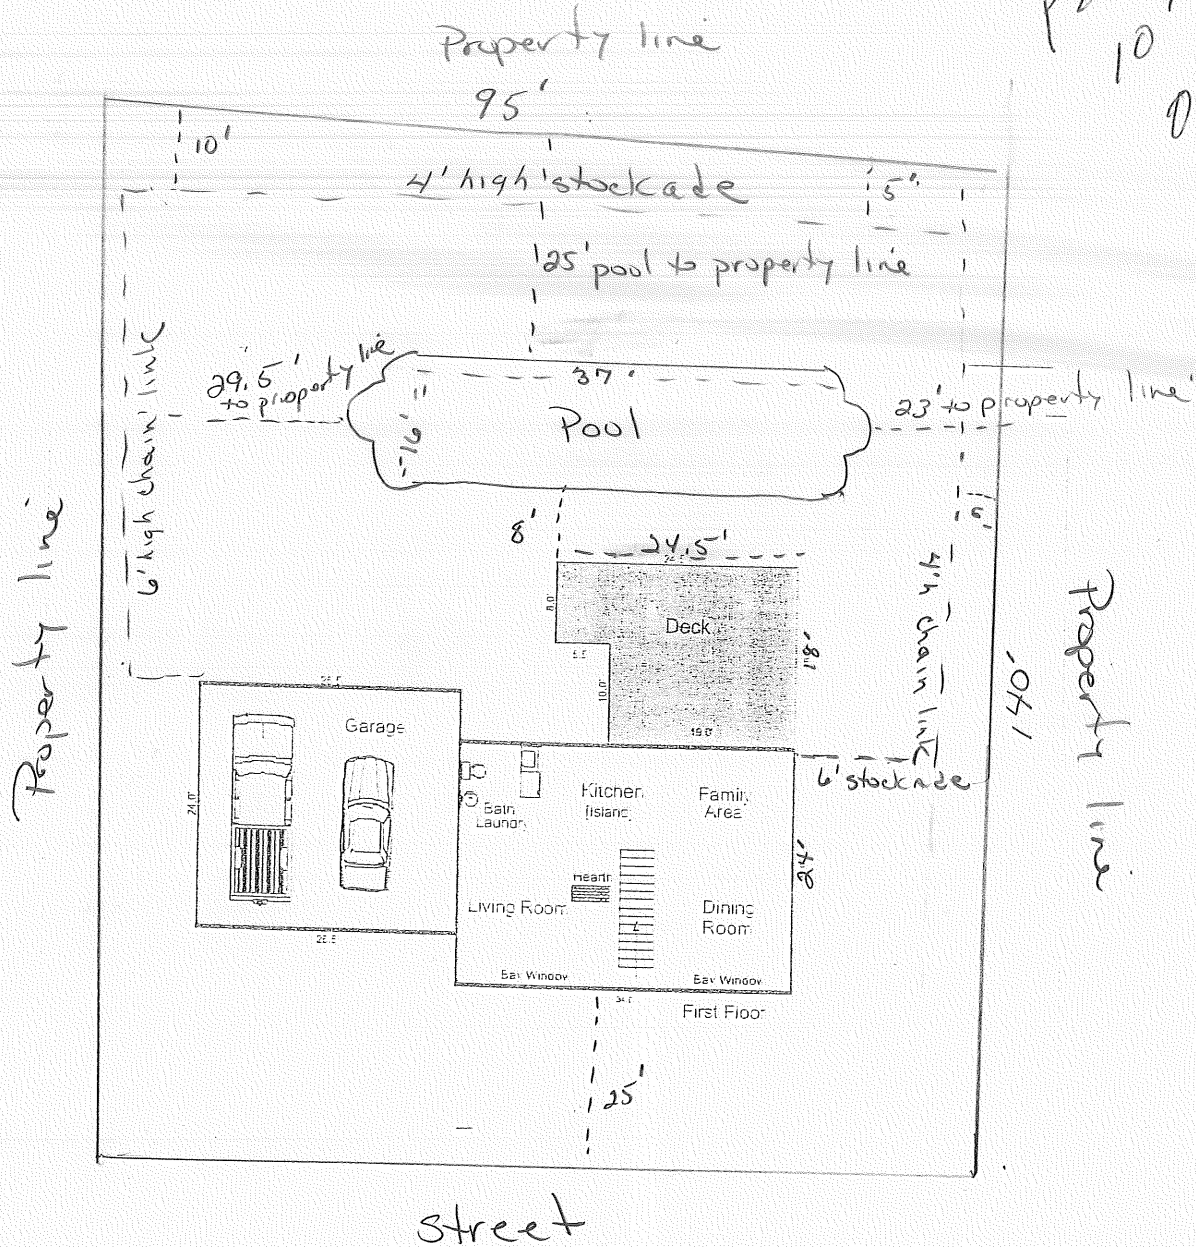 Property line
95'
10'
4' high stockade
5'
25' pool to property line
29.5'
to property line
37'
16'
Pool
23' to property line
6' high chain link
8'
24.5'
8.0'
Deck
18'
5.5
10.0'
19.0'
4'h chain link
140'
Property line
Property line
Garage
24.0'
Bath
Laundry
Kitchen
Island
Family
Area
6' stockade
24'
Hearth
Living Room
Dining
Room
Bay Window
Bay Window
First Floor
25'
street